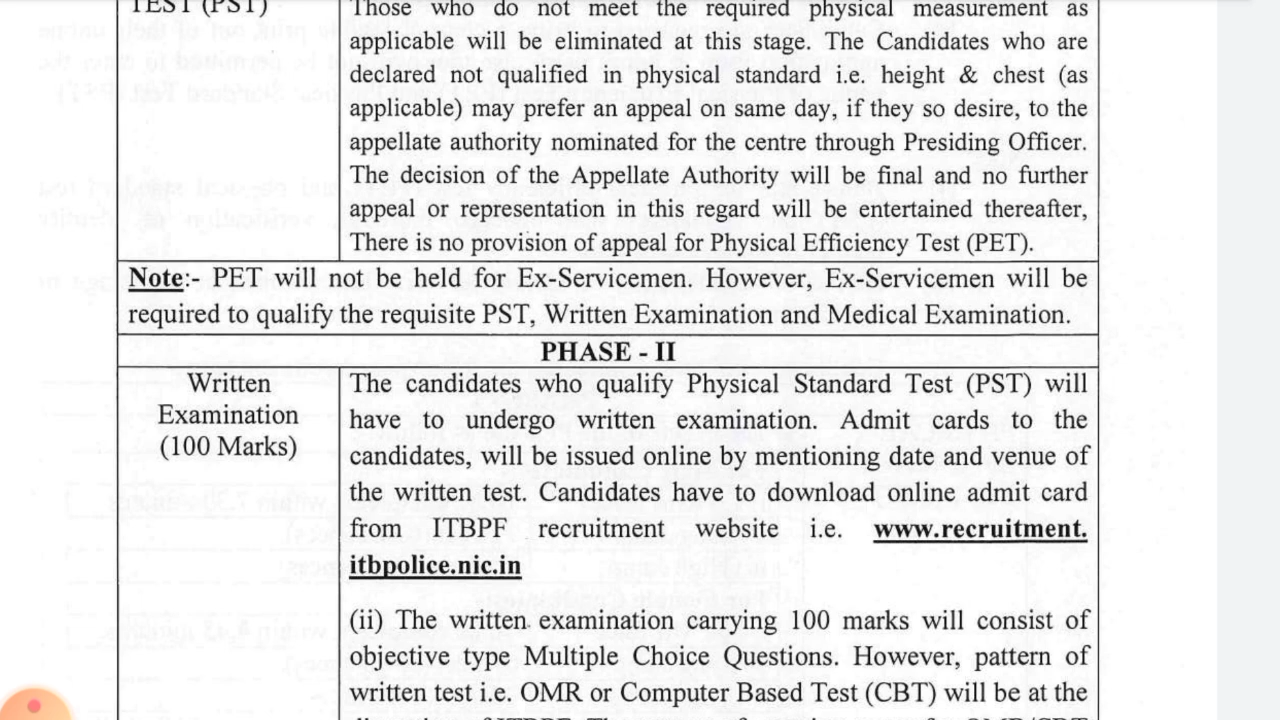 TEST (PST)
Those who do not meet the required physical measurement as
applicable will be eliminated at this stage. The Candidates who are
declared not qualified in physical standard i.e. height & chest (as
applicable) may prefer an appeal on same day, if they so desire, to the
appellate authority nominated for the centre through Presiding Officer.
The decision of the Appellate Authority will be final and no further
appeal or representation in this regard will be entertained thereafter,
There is no provision of appeal for Physical Efficiency Test (PET).
Note:- PET will not be held for Ex-Servicemen. However, Ex-Servicemen will be
required to qualify the requisite PST, Written Examination and Medical Examination.
PHASE - II
Written
Examination
(100 Marks)
The candidates who qualify Physical Standard Test (PST) will
have to undergo written examination. Admit cards to the
candidates, will be issued online by mentioning date and venue of
the written test. Candidates have to download online admit card
from ITBPF recruitment website i.e. www.recruitment.
itbpolice.nic.in
(ii) The written examination carrying 100 marks will consist of
objective type Multiple Choice Questions. However, pattern of
written test i.e. OMR or Computer Based Test (CBT) will be at the